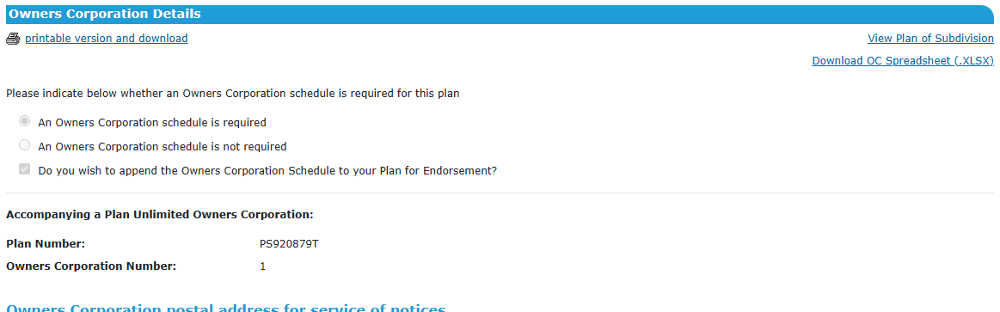 Owners Corporation Details
printable version and download
View Plan of Subdivision
Download OC Spreadsheet (.XLSX)
Please indicate below whether an Owners Corporation schedule is required for this plan
An Owners Corporation schedule is required
An Owners Corporation schedule is not required
Do you wish to append the Owners Corporation Schedule to your Plan for Endorsement?
Accompanying a Plan Unlimited Owners Corporation:
Plan Number: PS920879T
Owners Corporation Number: 1
Owners Corporation postal address for service of notices